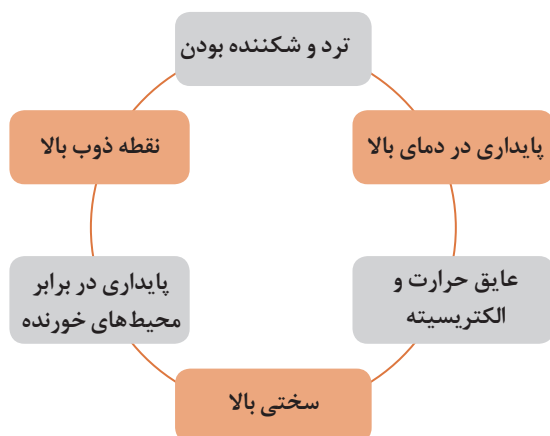 ترد و شکننده بودن
پایداری در دمای بالا
نقطه ذوب بالا
عایق حرارت و
الکتریسیته
پایداری در برابر
محیط‌های خورنده
سختی بالا